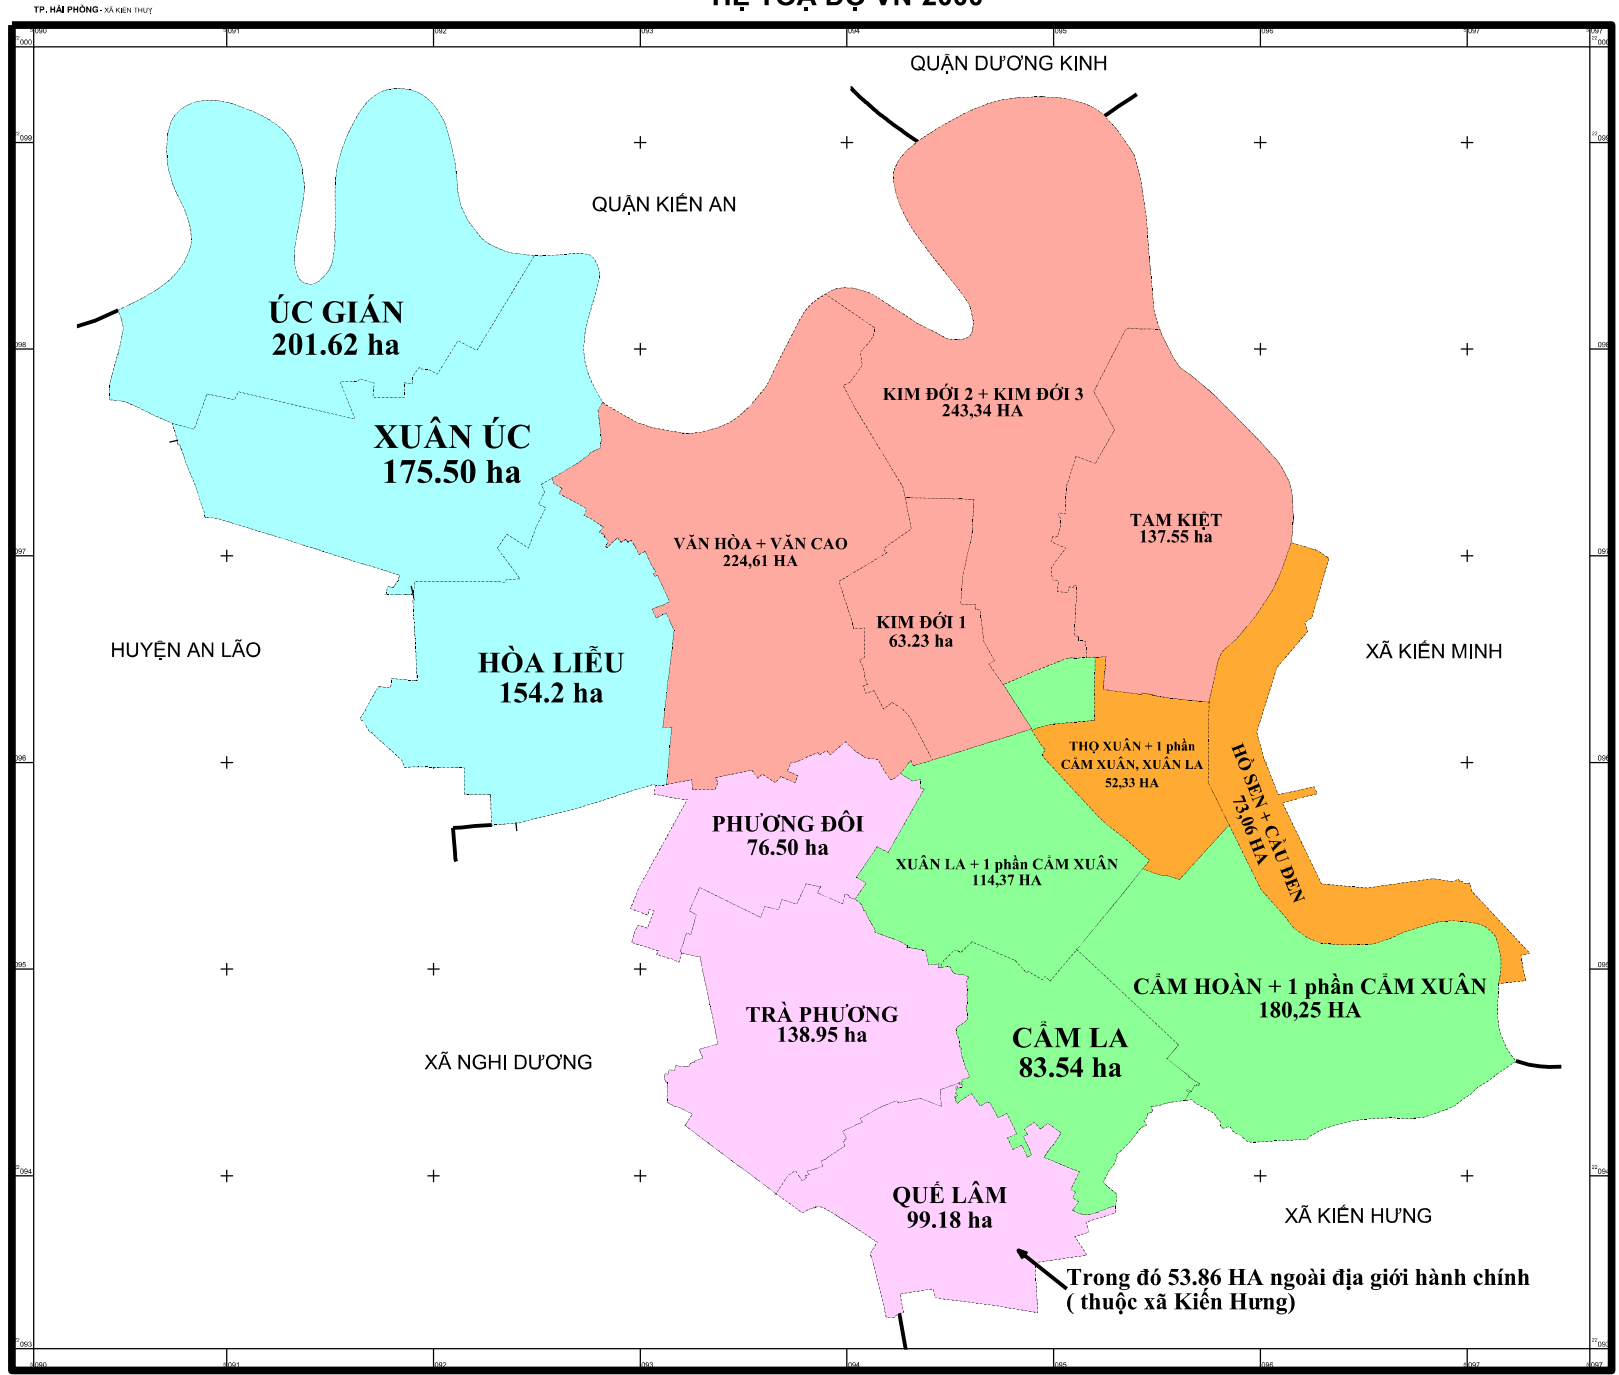 TP. HẢI PHÒNG - XÃ KIẾN THUỴ
HỆ TỌA ĐỘ VN-2000
QUẬN DƯƠNG KINH
QUẬN KIẾN AN
ÚC GIÁN
201.62 ha
XUÂN ÚC
175.50 ha
KIM ĐỚI 2 + KIM ĐỚI 3
243,34 HA
TAM KIỆT
137.55 ha
VĂN HÒA + VĂN CAO
224,61 HA
KIM ĐỚI 1
63.23 ha
HUYỆN AN LÃO
HÒA LIỄU
154.2 ha
XÃ KIẾN MINH
THỌ XUÂN + 1 phần
CẨM XUÂN, XUÂN LA
52,33 HA
HỒ SEN + CẦU ĐEN
73,06 HA
PHƯƠNG ĐÔI
76.50 ha
XUÂN LA + 1 phần CẨM XUÂN
114,37 HA
CẨM HOÀN + 1 phần CẨM XUÂN
180,25 HA
TRÀ PHƯƠNG
138.95 ha
CẨM LA
83.54 ha
XÃ NGHI DƯƠNG
QUẾ LÂM
99.18 ha
XÃ KIẾN HƯNG
Trong đó 53.86 HA ngoài địa giới hành chính
( thuộc xã Kiến Hưng)